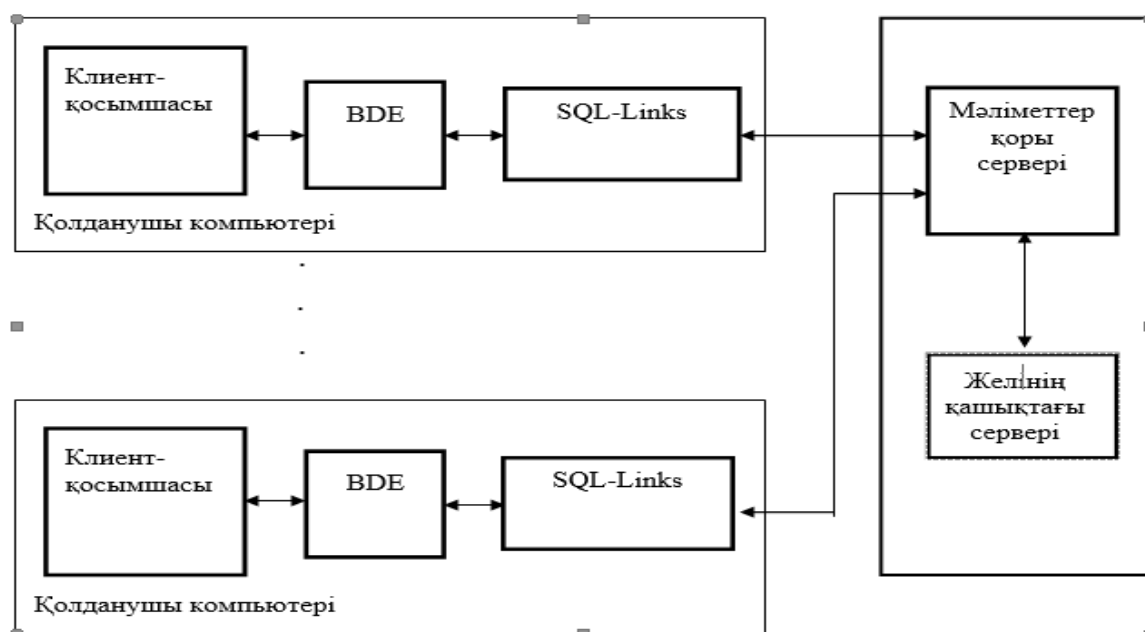 Клиент-
қосымшасы
BDE
SQL-Links
Қолданушы компьютері
Мәліметтер
қоры
сервері
Желінің
қашықтағы
сервері
Клиент-
қосымшасы
BDE
SQL-Links
Қолданушы компьютері